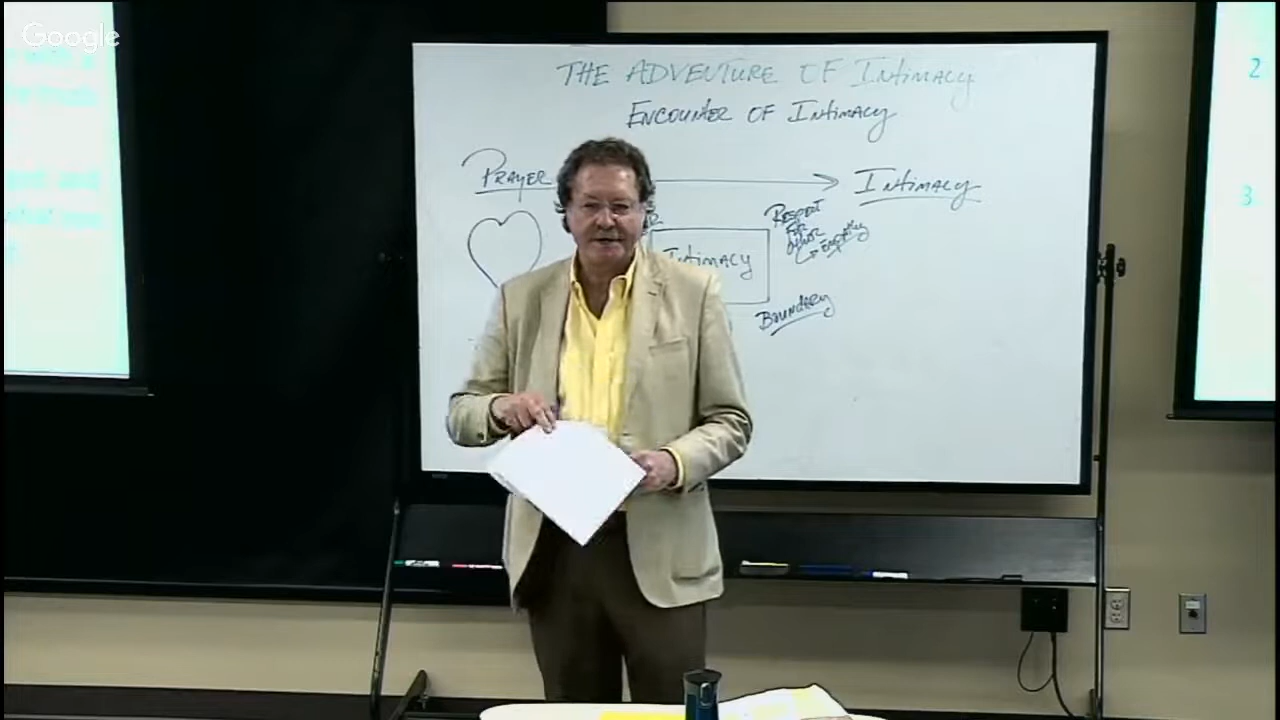 Google
THE ADVENTURE OF INTIMACY
ENCOUNTER OF INTIMACY
PRAYER
INTIMACY
RESPECT
FOR
OTHER
EMPATHY
INTIMACY
BOUNDARY
2
3.